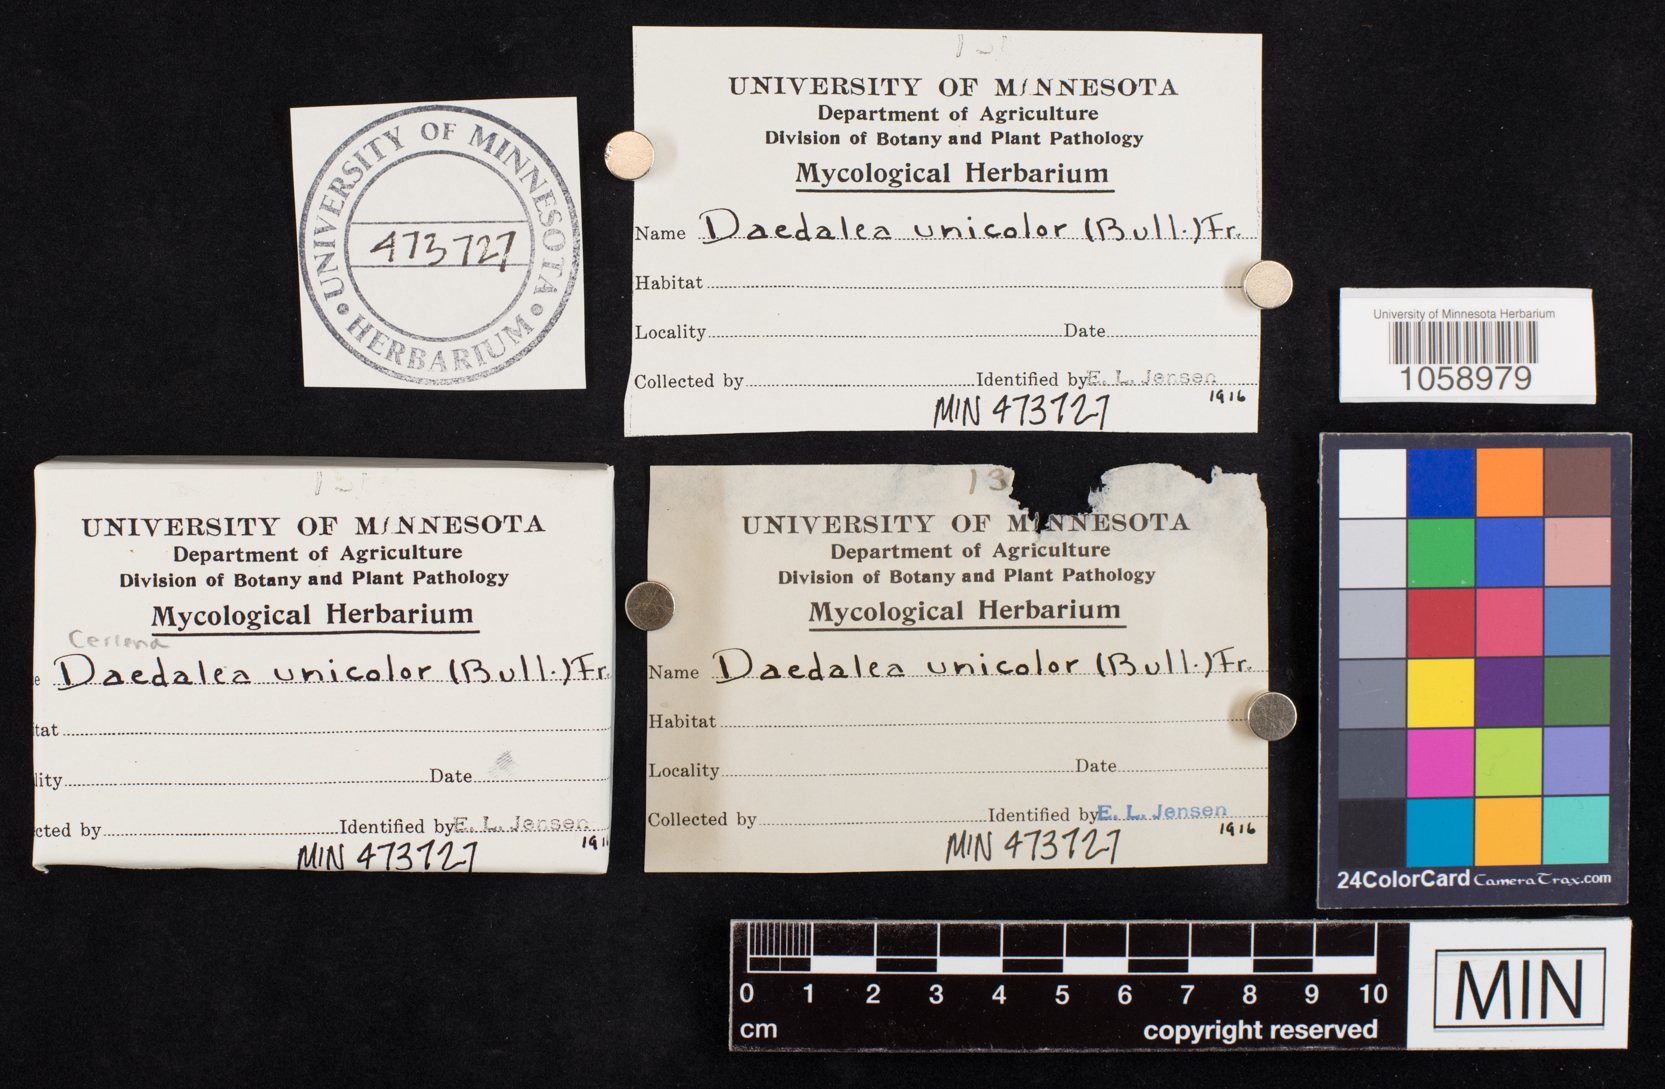 UNIVERSITY OF MINNESOTA
HERBARIUM
473727
UNIVERSITY OF MINNESOTA
Department of Agriculture
Division of Botany and Plant Pathology
Mycological Herbarium
Name Daedalea unicolor (Bull.) Fr.
Habitat
Locality Date
Collected by Identified by E. L. Jensen
1916
MIN 473727
University of Minnesota Herbarium
1058979
UNIVERSITY OF MINNESOTA
Department of Agriculture
Division of Botany and Plant Pathology
Mycological Herbarium
Cerrena
e Daedalea unicolor (Bull.) Fr.
tat
lity Date
cted by Identified by E. L. Jensen
191
MIN 473727
13
UNIVERSITY OF MINNESOTA
Department of Agriculture
Division of Botany and Plant Pathology
Mycological Herbarium
Name Daedalea unicolor (Bull.) Fr.
Habitat
Locality Date
Collected by Identified by E. L. Jensen
1916
MIN 473727
24ColorCard CameraTrax.com
0 1 2 3 4 5 6 7 8 9 10
cm copyright reserved
MIN